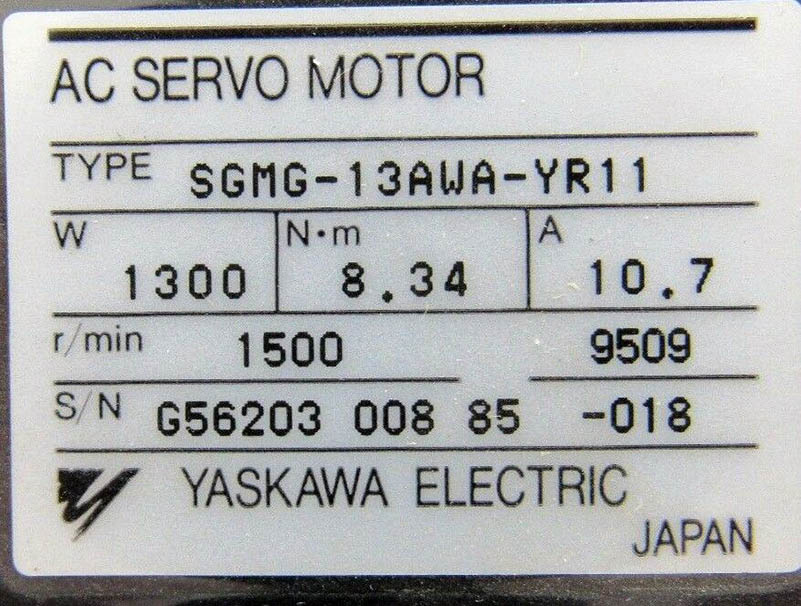 AC SERVO MOTOR
TYPE SGMG-13AWA-YR11
W 1300 N·m 8.34 A 10.7
r/min 1500 9509
S/N G56203 008 85 -018
YASKAWA ELECTRIC
JAPAN